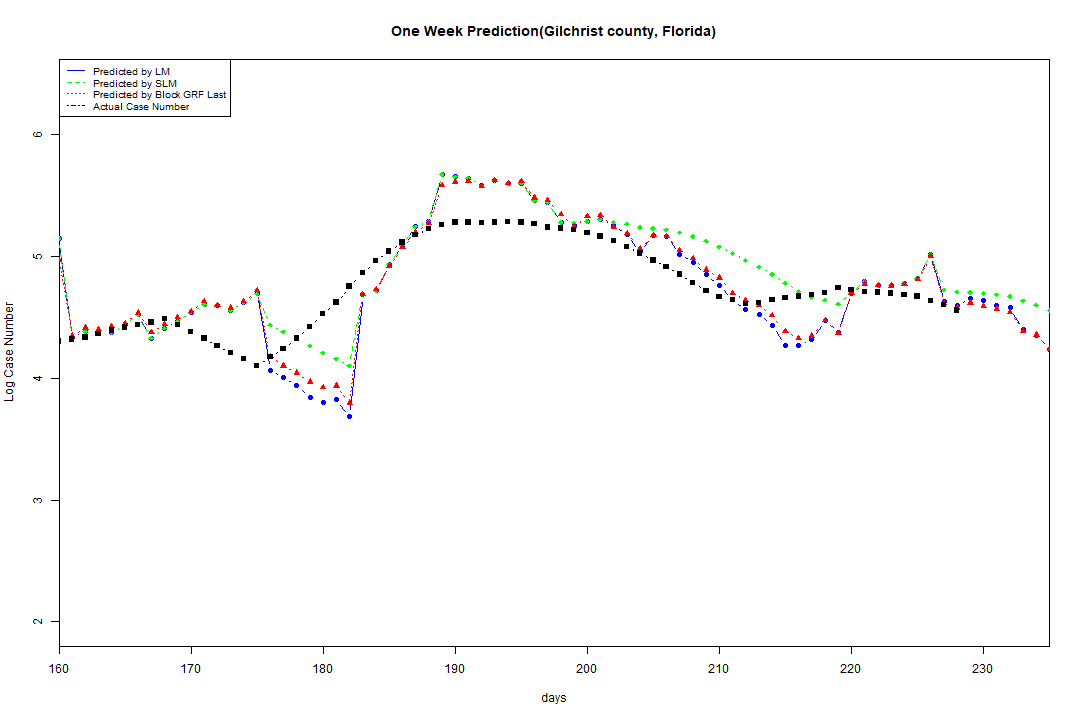 One Week Prediction(Gilchrist county, Florida)
Predicted by LM
Predicted by SLM
Predicted by Block GRF Last
Actual Case Number
6
5
4
3
2
Log Case Number
160 170 180 190 200 210 220 230
days